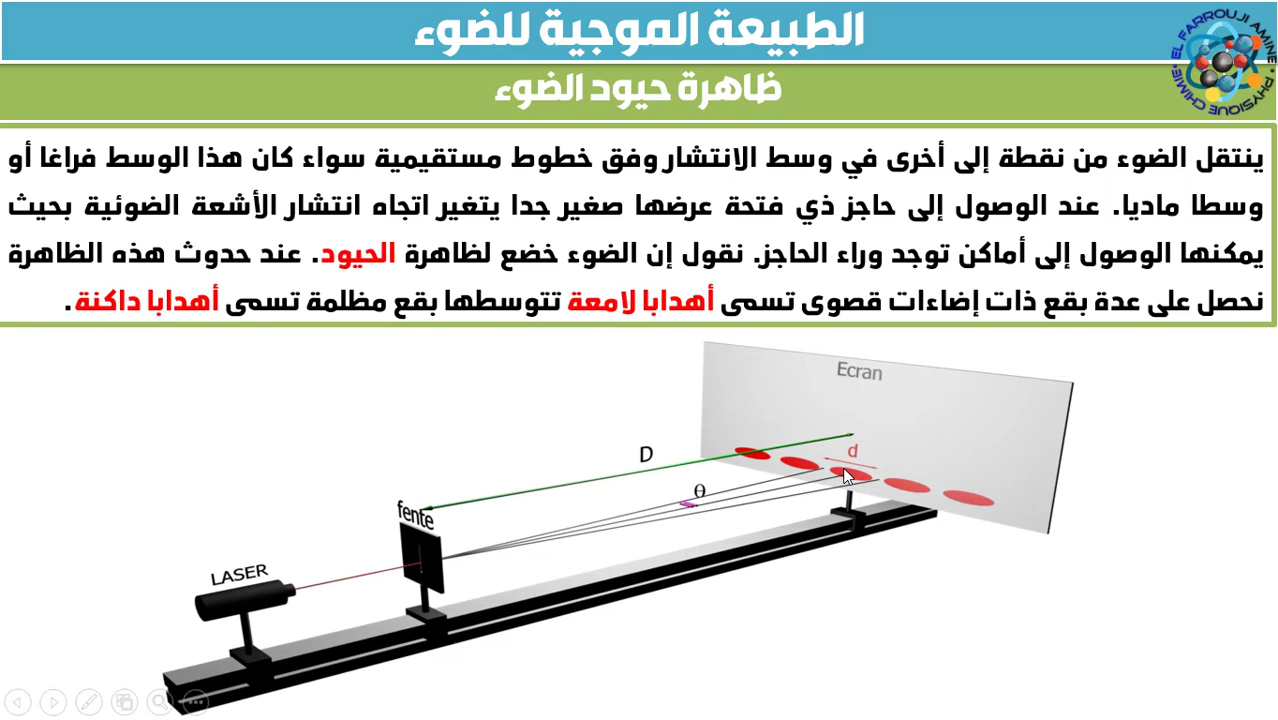 الطبيعة الموجية للضوء
ظاهرة حيود الضوء
EL FARROUJI AMINE
PHYSIQUE CHIMIE
ينتقل الضوء من نقطة إلى أخرى في وسط الانتشار وفق خطوط مستقيمية سواء كان هذا الوسط فراغا أو
وسطا ماديا. عند الوصول إلى حاجز ذي فتحة عرضها صغير جدا يتغير اتجاه انتشار الأشعة الضوئية بحيث
يمكنها الوصول إلى أماكن توجد وراء الحاجز. نقول إن الضوء خضع لظاهرة الحيود. عند حدوث هذه الظاهرة
نحصل على عدة بقع ذات إضاءات قصوى تسمى أهدابا لامعة تتوسطها بقع مظلمة تسمى أهدابا داكنة.
Ecran
d
D
θ
fente
LASER